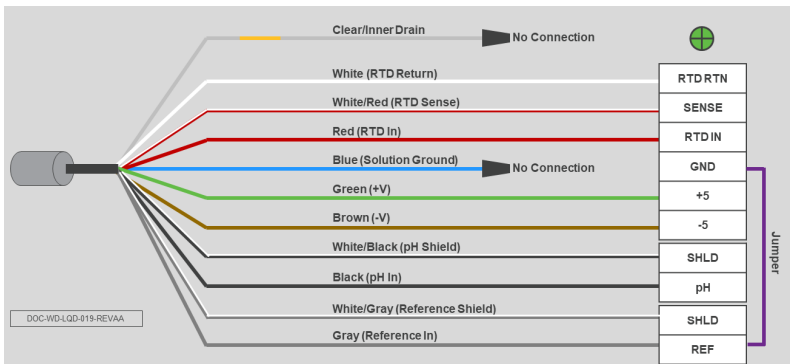 Clear/Inner Drain
No Connection
White (RTD Return)
RTD RTN
White/Red (RTD Sense)
SENSE
Red (RTD In)
RTD IN
Blue (Solution Ground)
No Connection
GND
Green (+V)
+5
Brown (-V)
-5
White/Black (pH Shield)
SHLD
Jumper
Black (pH In)
pH
White/Gray (Reference Shield)
SHLD
DOC-WD-LQD-019-REVAA
Gray (Reference In)
REF